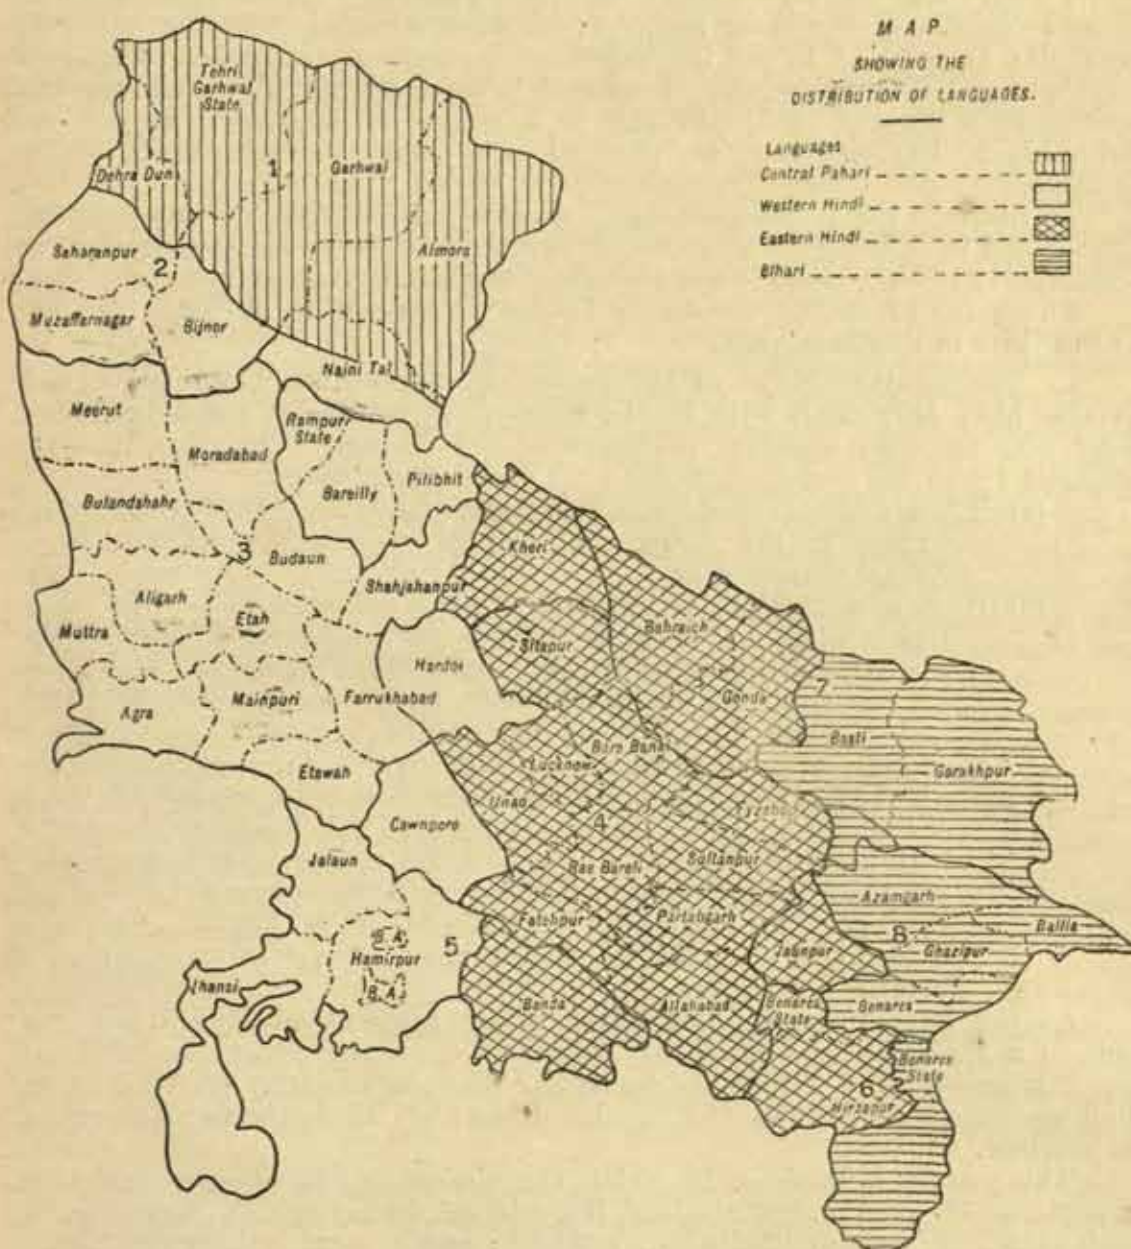 MAP
SHOWING THE
DISTRIBUTION OF LANGUAGES.
Languages
Central Pahari
Western Hindi
Eastern Hindi
Bihari
Tehri
Garhwal
State
Dehra Dun
1
Garhwal
Almora
Saharanpur
2
Muzaffarnagar
Bijnor
Naini Tal
Meerut
Rampur
State
Moradabad
Bareilly
Pilibhit
Bulandshahr
3
Budaun
Kheri
Shahjahanpur
Aligarh
Etah
Muttra
Sitapur
Bahraich
Hardoi
Agra
Mainpuri
Farrukhabad
Gonda
7
Basti
Gorakhpur
Etawah
Lucknow
Bara Banki
Unao
Fyzabad
Cawnpore
4
Jalaun
Rae Bareli
Sultanpur
Azamgarh
Fatehpur
Partabgarh
Ballia
B.A.
Hamirpur
5
8
Ghazipur
Jaunpur
Jhansi
B.A.
Banda
Allahabad
Benares
State
Benares
Benares
State
6
Mirzapur